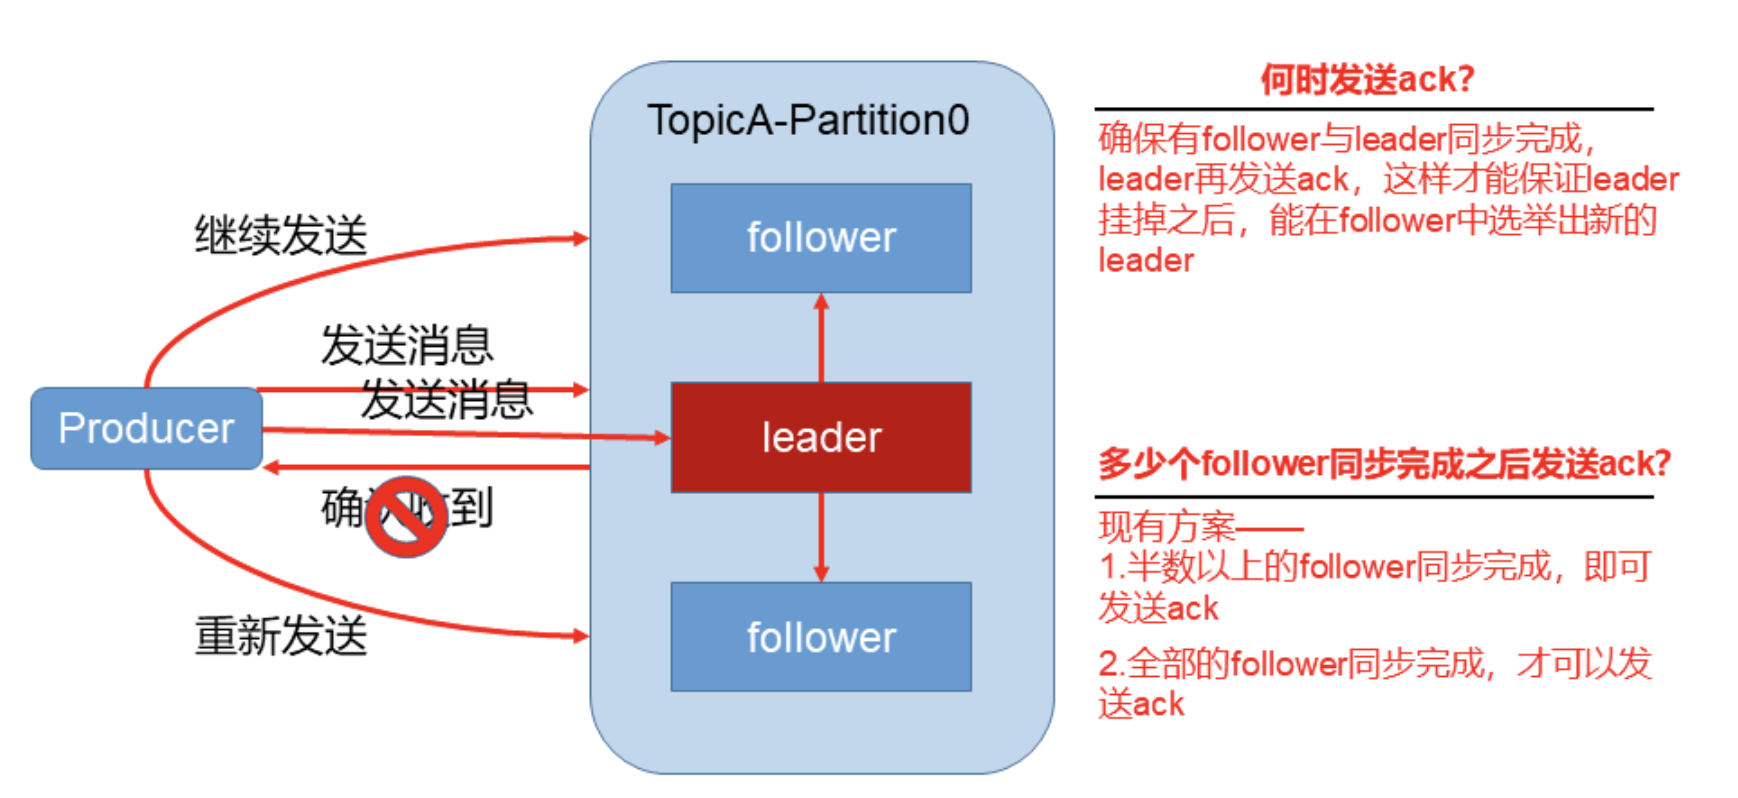 TopicA-Partition0
follower
leader
follower
Producer
继续发送
发送消息
发送消息
确认收到
重新发送
何时发送ack?
确保有follower与leader同步完成，
leader再发送ack，这样才能保证leader
挂掉之后，能在follower中选举出新的
leader
多少个follower同步完成之后发送ack?
现有方案——
1.半数以上的follower同步完成，即可
发送ack
2.全部的follower同步完成，才可以发
送ack